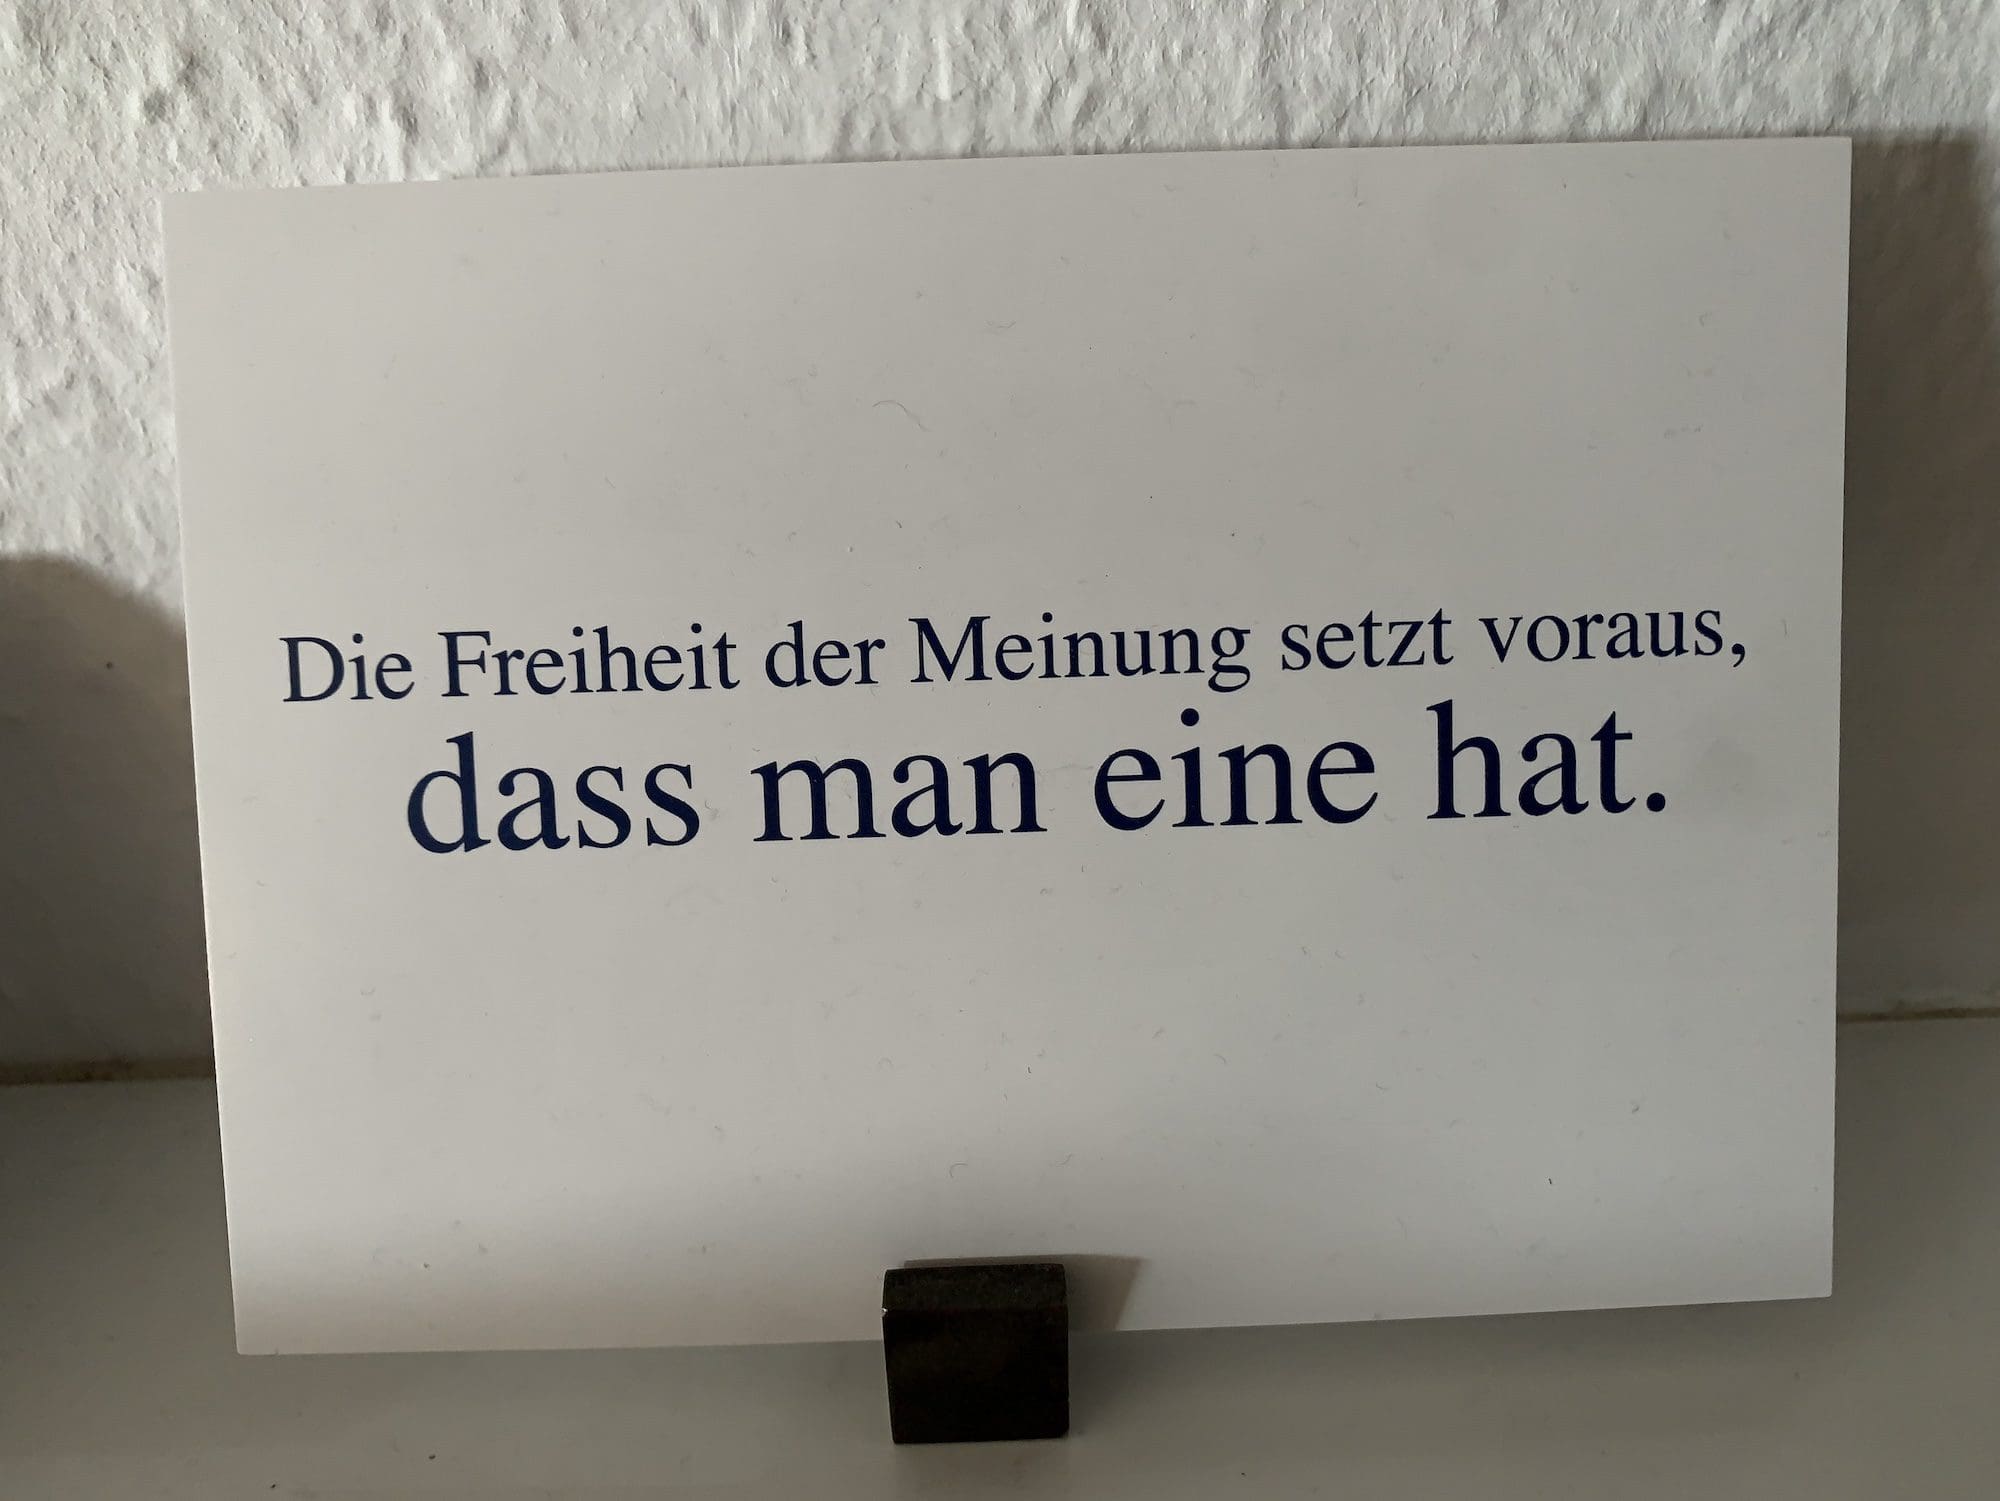 Die Freiheit der Meinung setzt voraus,
dass man eine hat.